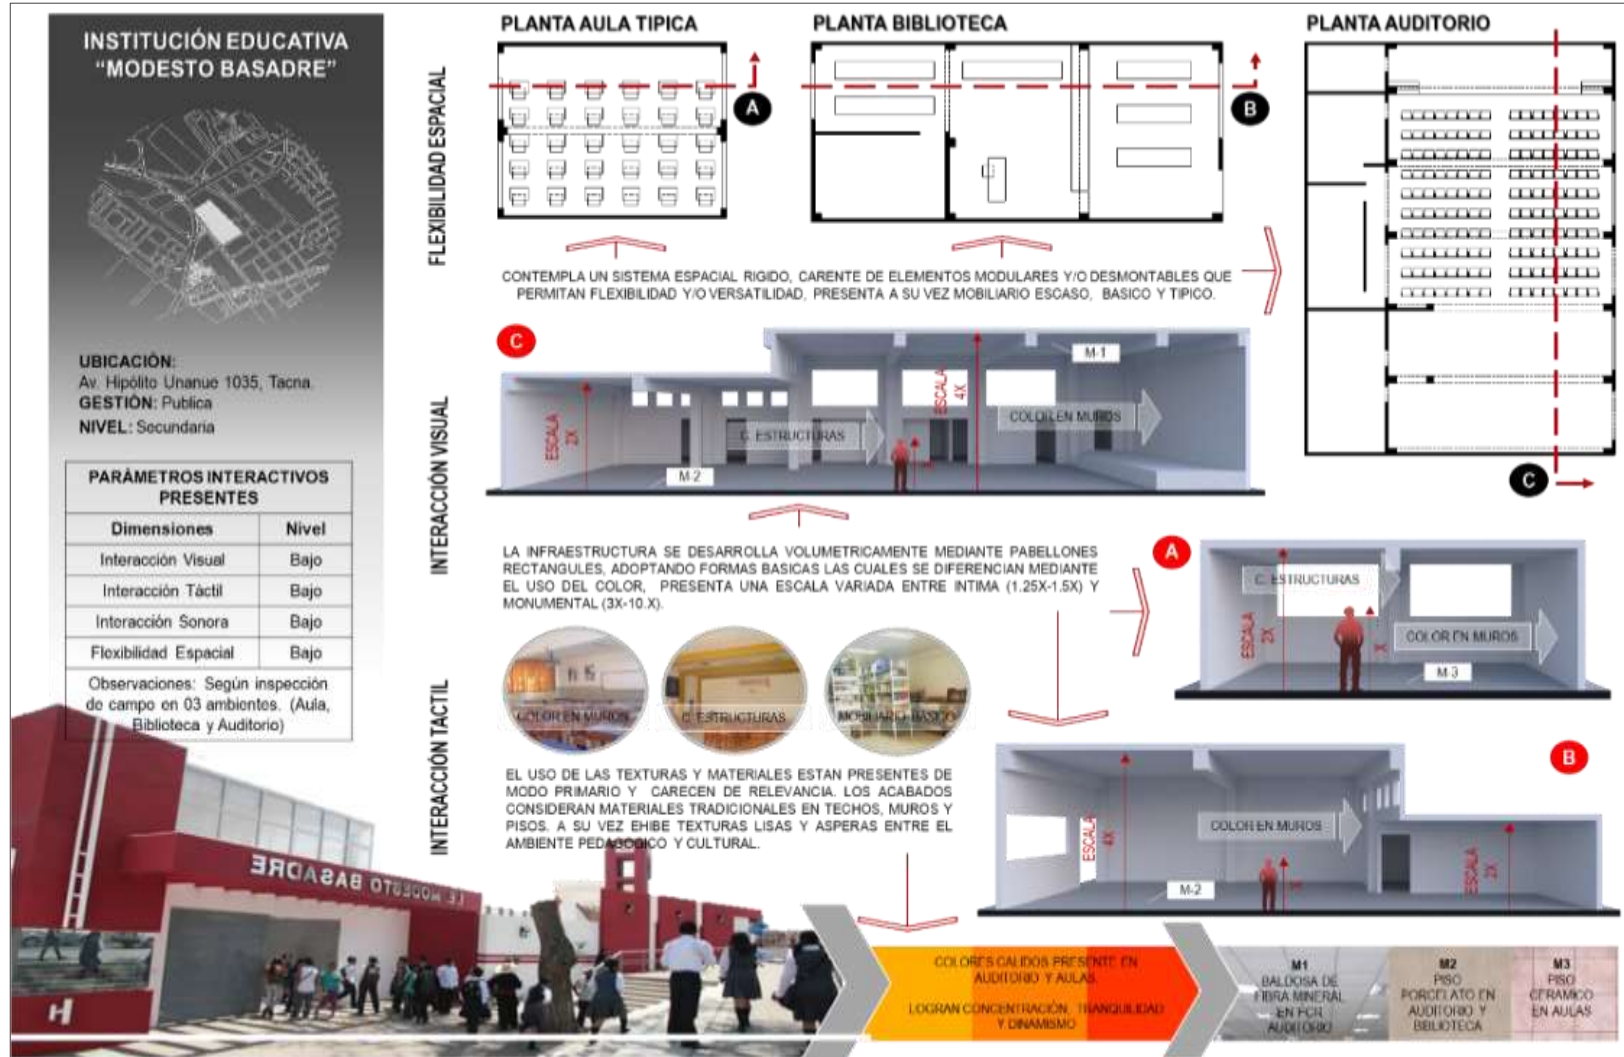 INSTITUCIÓN EDUCATIVA
“MODESTO BASADRE”
UBICACIÓN:
Av. Hipólito Unanue 1035, Tacna.
GESTIÓN: Publica
NIVEL: Secundaria
PARÁMETROS INTERACTIVOS
PRESENTES
Dimensiones Nivel
Interacción Visual Bajo
Interacción Táctil Bajo
Interacción Sonora Bajo
Flexibilidad Espacial Bajo
Observaciones: Según inspección
de campo en 03 ambientes. (Aula,
Biblioteca y Auditorio)
I.E. MODESTO BASADRE
H
FLEXIBILIDAD ESPACIAL
PLANTA AULA TIPICA
A
PLANTA BIBLIOTECA
B
PLANTA AUDITORIO
C
CONTEMPLA UN SISTEMA ESPACIAL RIGIDO, CARENTE DE ELEMENTOS MODULARES Y/O DESMONTABLES QUE
PERMITAN FLEXIBILIDAD Y/O VERSATILIDAD, PRESENTA A SU VEZ MOBILIARIO ESCASO, BASICO Y TIPICO.
INTERACCIÓN VISUAL
C
ESCALA
2X
C. ESTRUCTURAS
M-2
ESCALA
4X
M-1
COLOR EN MUROS
LA INFRAESTRUCTURA SE DESARROLLA VOLUMETRICAMENTE MEDIANTE PABELLONES
RECTANGULES, ADOPTANDO FORMAS BASICAS LAS CUALES SE DIFERENCIAN MEDIANTE
EL USO DEL COLOR, PRESENTA UNA ESCALA VARIADA ENTRE INTIMA (1.25X-1.5X) Y
MONUMENTAL (3X-10.X).
A
C. ESTRUCTURAS
ESCALA
2X
X
COLOR EN MUROS
M-3
INTERACCIÓN TACTIL
COLOR EN MUROS
C. ESTRUCTURAS
MOBILIARIO BASICO
EL USO DE LAS TEXTURAS Y MATERIALES ESTAN PRESENTES DE
MODO PRIMARIO Y CARECEN DE RELEVANCIA. LOS ACABADOS
CONSIDERAN MATERIALES TRADICIONALES EN TECHOS, MUROS Y
PISOS. A SU VEZ EHIBE TEXTURAS LISAS Y ASPERAS ENTRE EL
AMBIENTE PEDAGOGICO Y CULTURAL.
B
ESCALA
4X
M-2
X
COLOR EN MUROS
ESCALA
2X
COLORES CALIDOS PRESENTE EN
AUDITORIO Y AULAS.
LOGRAN CONCENTRACIÓN, TRANQUILIDAD
Y DINAMISMO
M1
BALDOSA DE
FIBRA MINERAL
EN FCR
AUDITORIO
M2
PISO
PORCELATO EN
AUDITORIO Y
BIBLIOTECA
M3
PISO
CERAMICO
EN AULAS